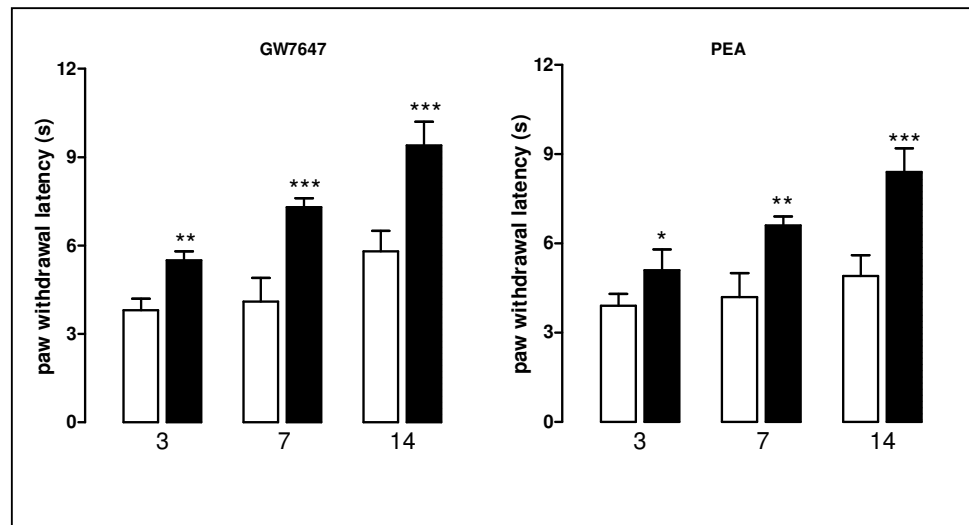 GW7647
12
9
6
3
0
paw withdrawal latency (s)
** *** ***
3 7 14
PEA
12
9
6
3
0
paw withdrawal latency (s)
* ** ***
3 7 14